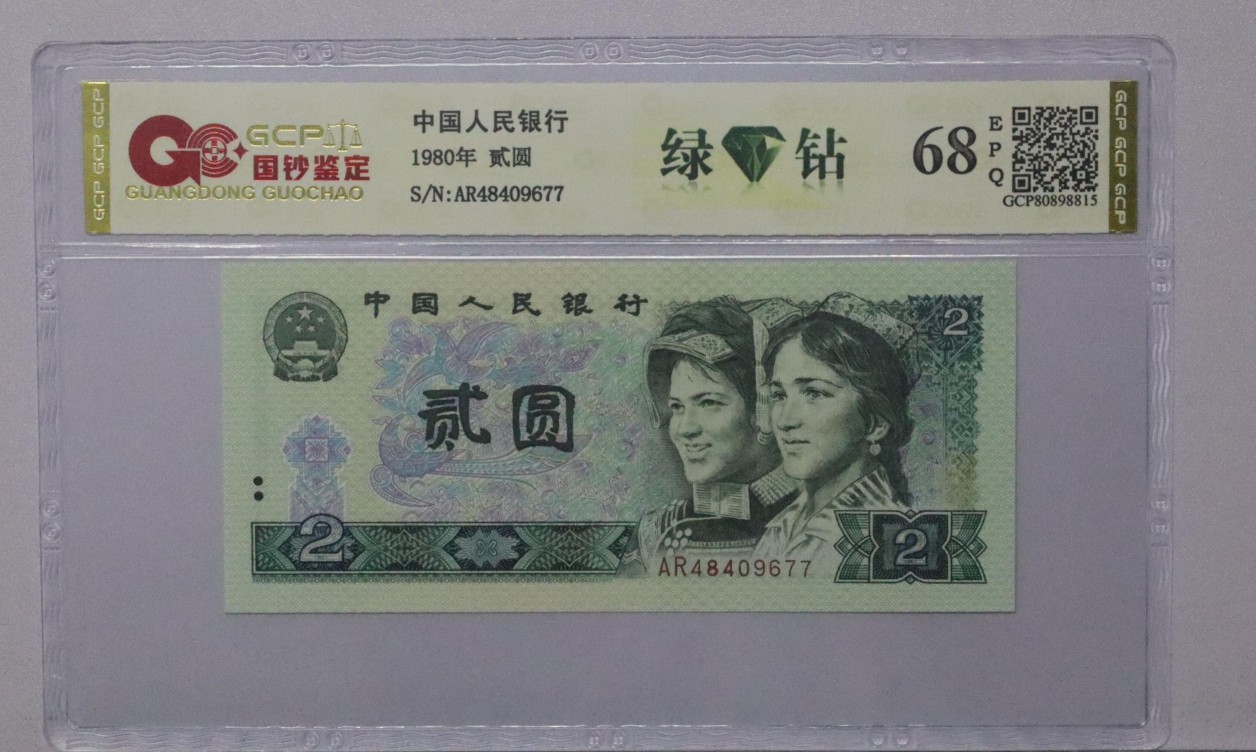 GCP GCP GCP
GCP
国钞鉴定
GUANGDONG GUOCHAO
中国人民银行
1980年 贰圆
S/N:AR48409677
绿钻
68
EPQ
GCP80898815
GCP GCP GCP
中国人民银行
贰圆
2
2
2
AR48409677